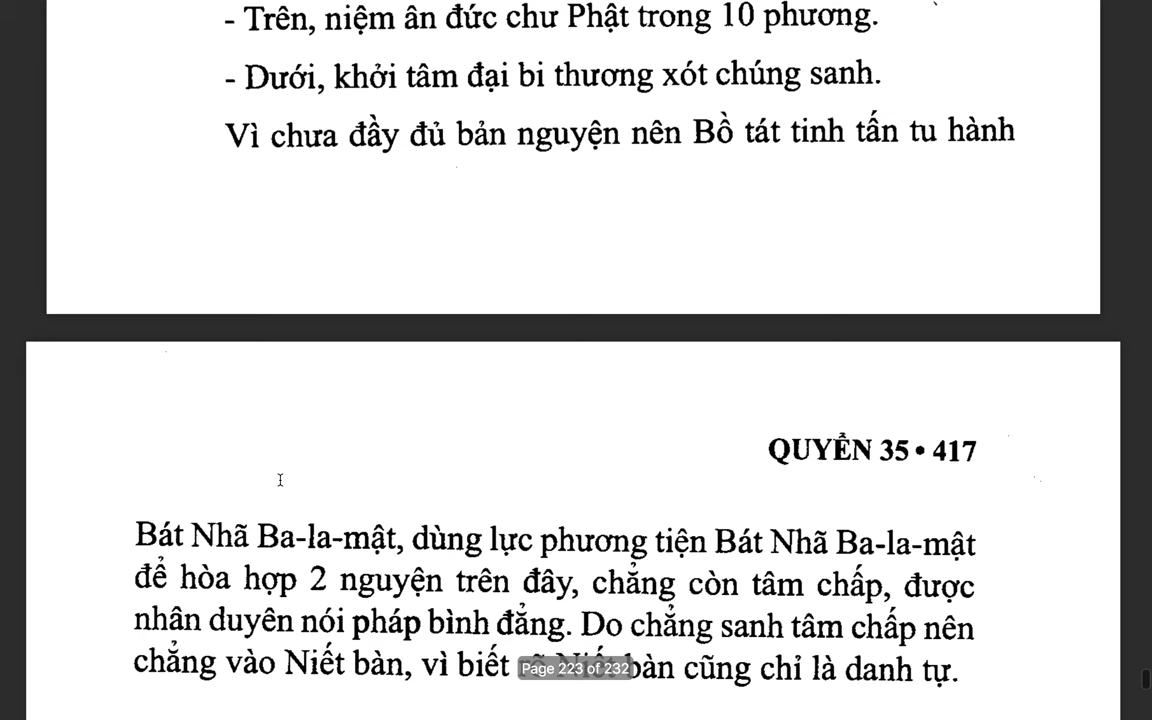 - Trên, niệm ân đức chư Phật trong 10 phương.
- Dưới, khởi tâm đại bi thương xót chúng sanh.
Vì chưa đầy đủ bản nguyện nên Bồ tát tinh tấn tu hành
QUYỂN 35 • 417
Bát Nhã Ba-la-mật, dùng lực phương tiện Bát Nhã Ba-la-mật
để hòa hợp 2 nguyện trên đây, chẳng còn tâm chấp, được
nhân duyên nói pháp bình đẳng. Do chẳng sanh tâm chấp nên
chẳng vào Niết bàn, vì biết rõ Niết bàn cũng chỉ là danh tự.
Page 223 of 232